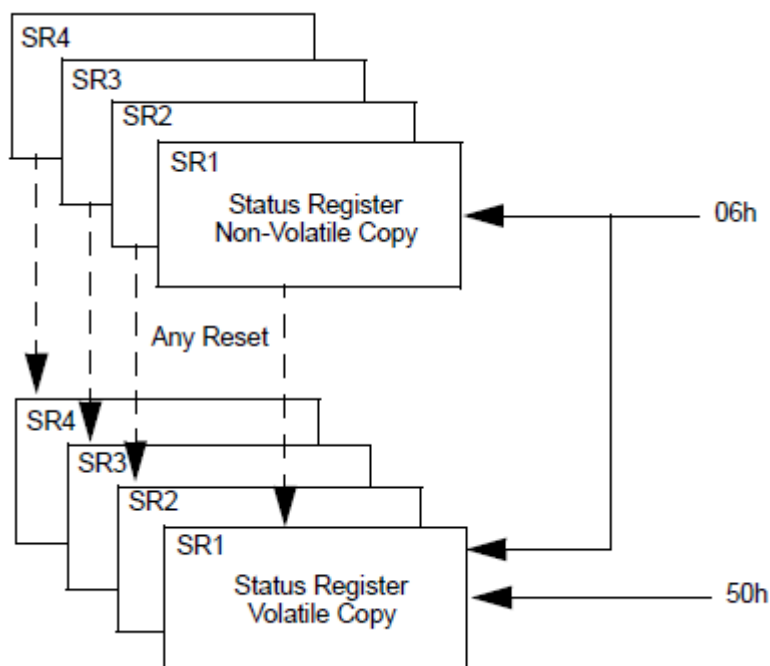 SR4
SR3
SR2
SR1
Status Register
Non-Volatile Copy
06h
Any Reset
SR4
SR3
SR2
SR1
Status Register
Volatile Copy
50h